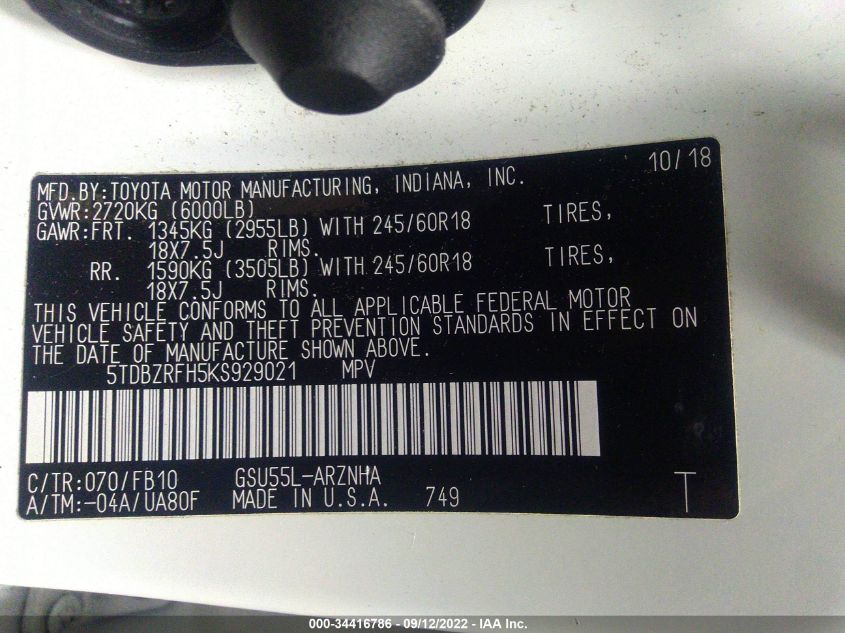 10/18
MFD.BY:TOYOTA MOTOR MANUFACTURING, INDIANA, INC.
GVWR:2720KG (6000LB)
GAWR:FRT. 1345KG (2955LB) WITH 245/60R18 TIRES,
18X7.5J RIMS.
RR. 1590KG (3505LB) WITH 245/60R18 TIRES,
18X7.5J RIMS.
THIS VEHICLE CONFORMS TO ALL APPLICABLE FEDERAL MOTOR
VEHICLE SAFETY AND THEFT PREVENTION STANDARDS IN EFFECT ON
THE DATE OF MANUFACTURE SHOWN ABOVE.
5TDBZRFH5KS929021 MPV
C/TR:070/FB10 GSU55L-ARZNHA
A/TM:-04A/UA80F MADE IN U.S.A. 749 T
000-34416786 - 09/12/2022 - IAA Inc.